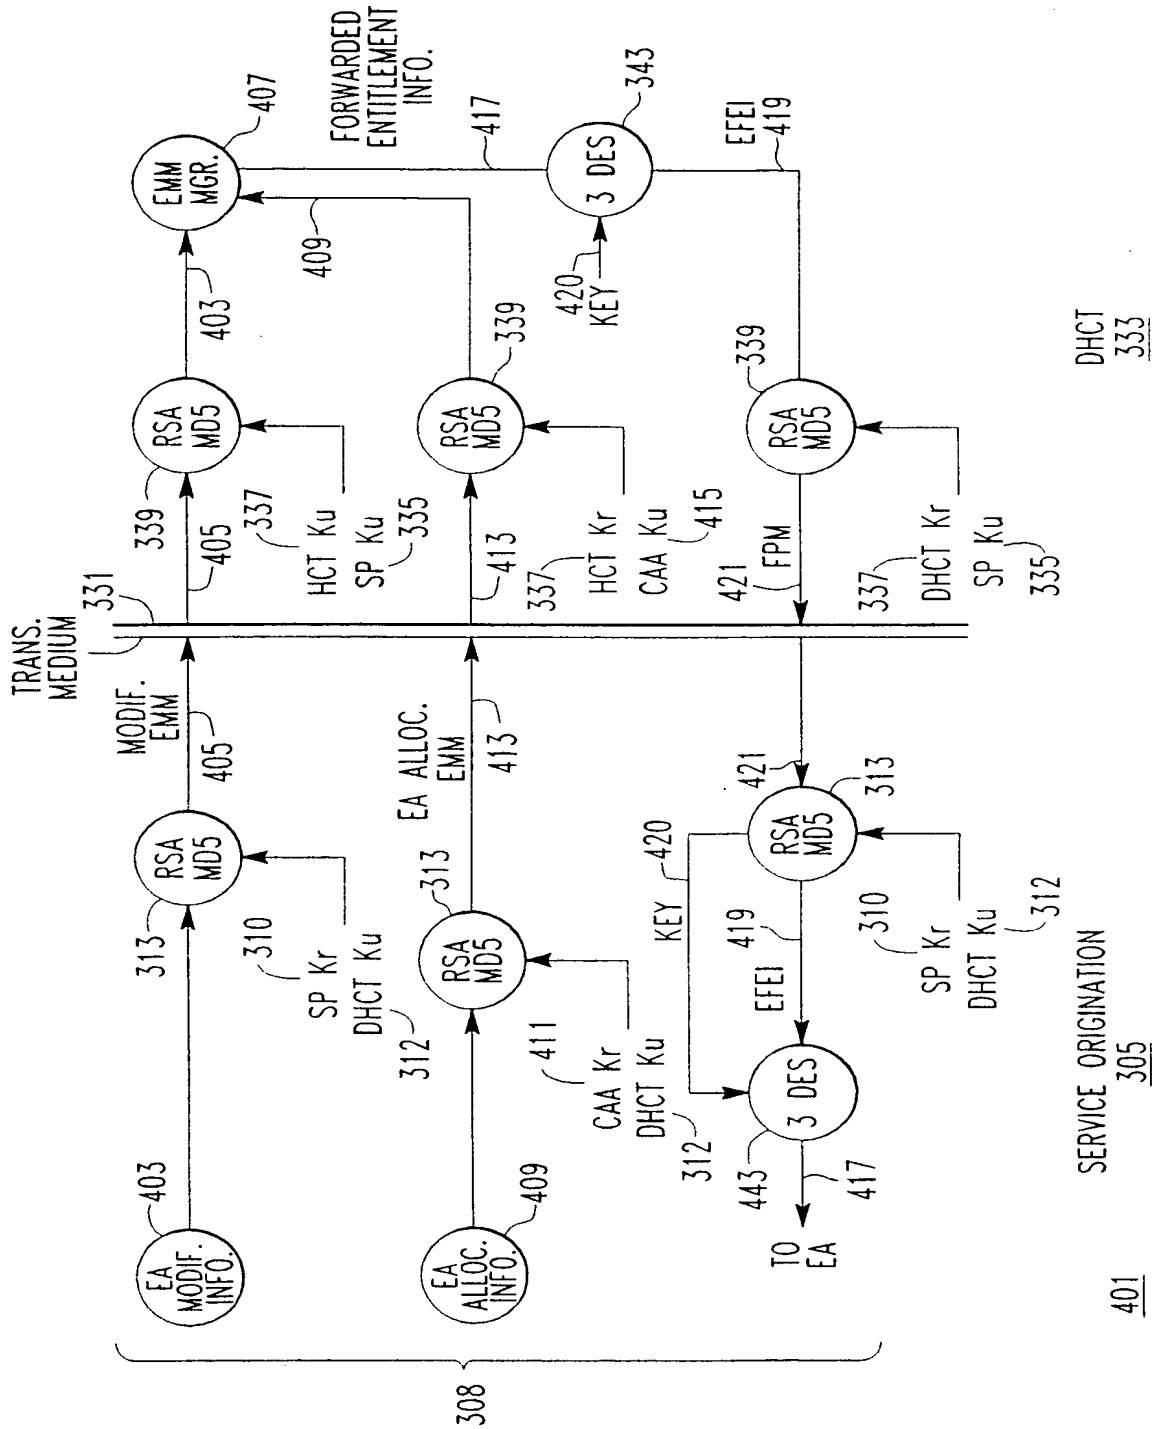 TRANS.
MEDIUM
331
308
EA
MODIF.
INFO.
403
313
RSA
MD5
MODIF.
EMM
405
405
339
RSA
MD5
403
EMM
MGR.
407
310
SP Kr
DHCT Ku
312
337
HCT Ku
SP Ku
335
409
FORWARDED
ENTITLEMENT
INFO.
EA
ALLOC.
INFO.
409
RSA
MD5
313
EA ALLOC.
EMM
413
413
RSA
MD5
339
417
411
CAA Kr
DHCT Ku
312
337
HCT Kr
CAA Ku
415
420
KEY
3 DES
343
TO
EA
417
443
3 DES
KEY
420
EFEI
419
RSA
MD5
313
421
421
FPM
RSA
MD5
339
EFEI
419
310
SP Kr
DHCT Ku
312
337
DHCT Kr
SP Ku
335
401
SERVICE ORIGINATION
305
DHCT
333